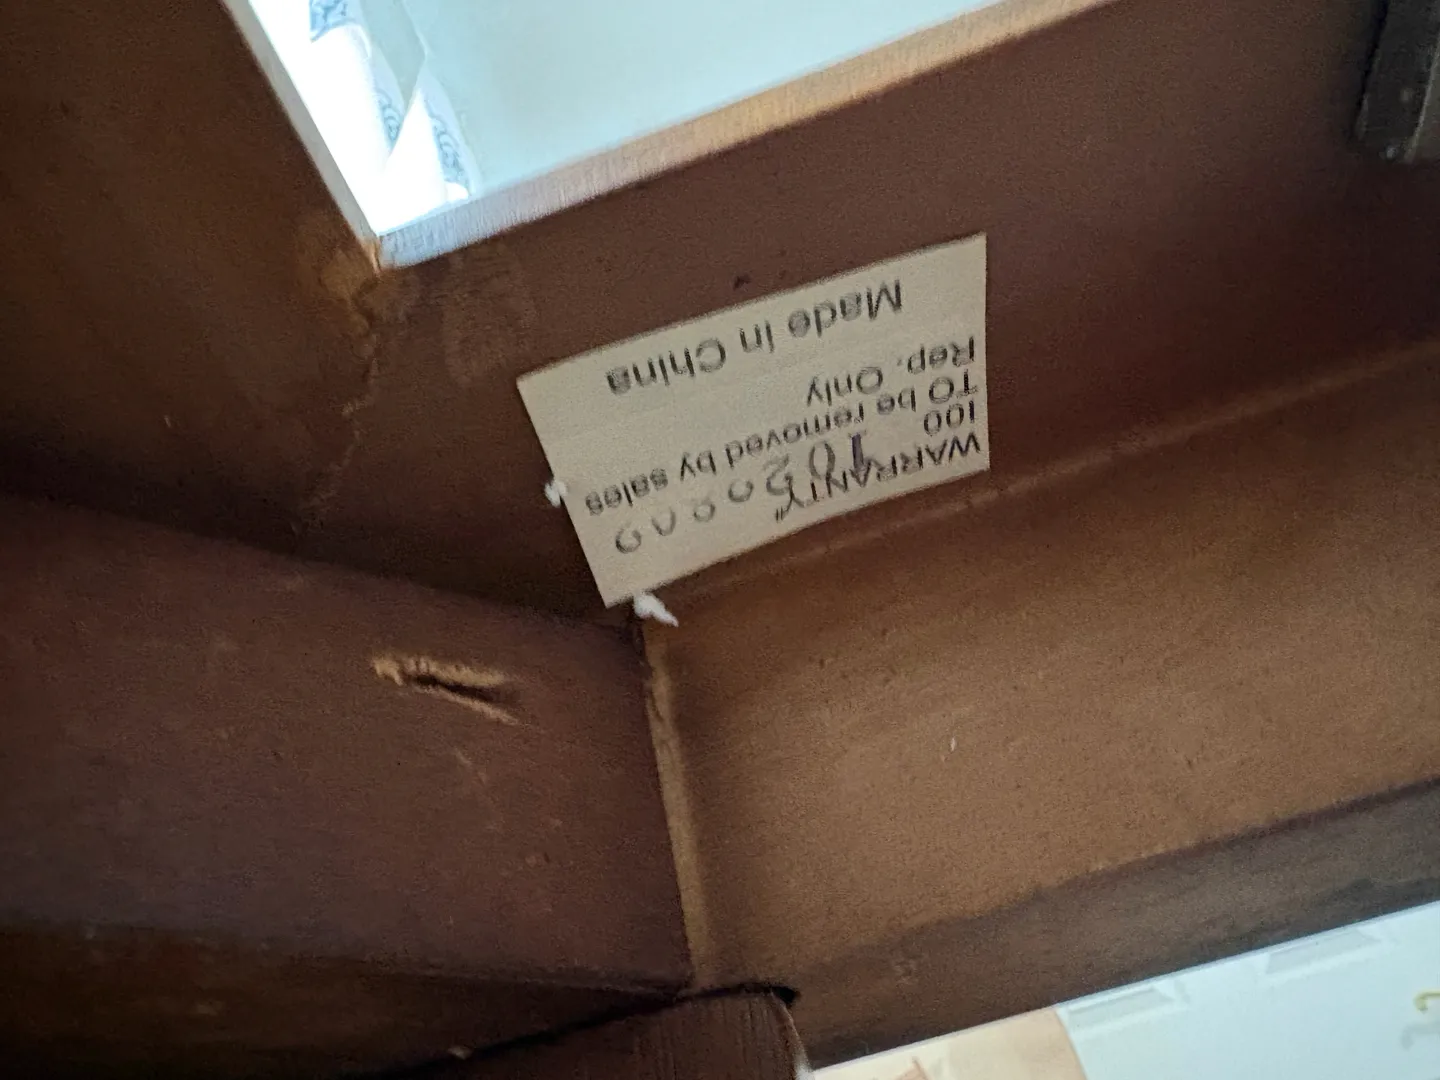 WARRANTY
100
TO be removed by sales
Rep. Only
Made in China